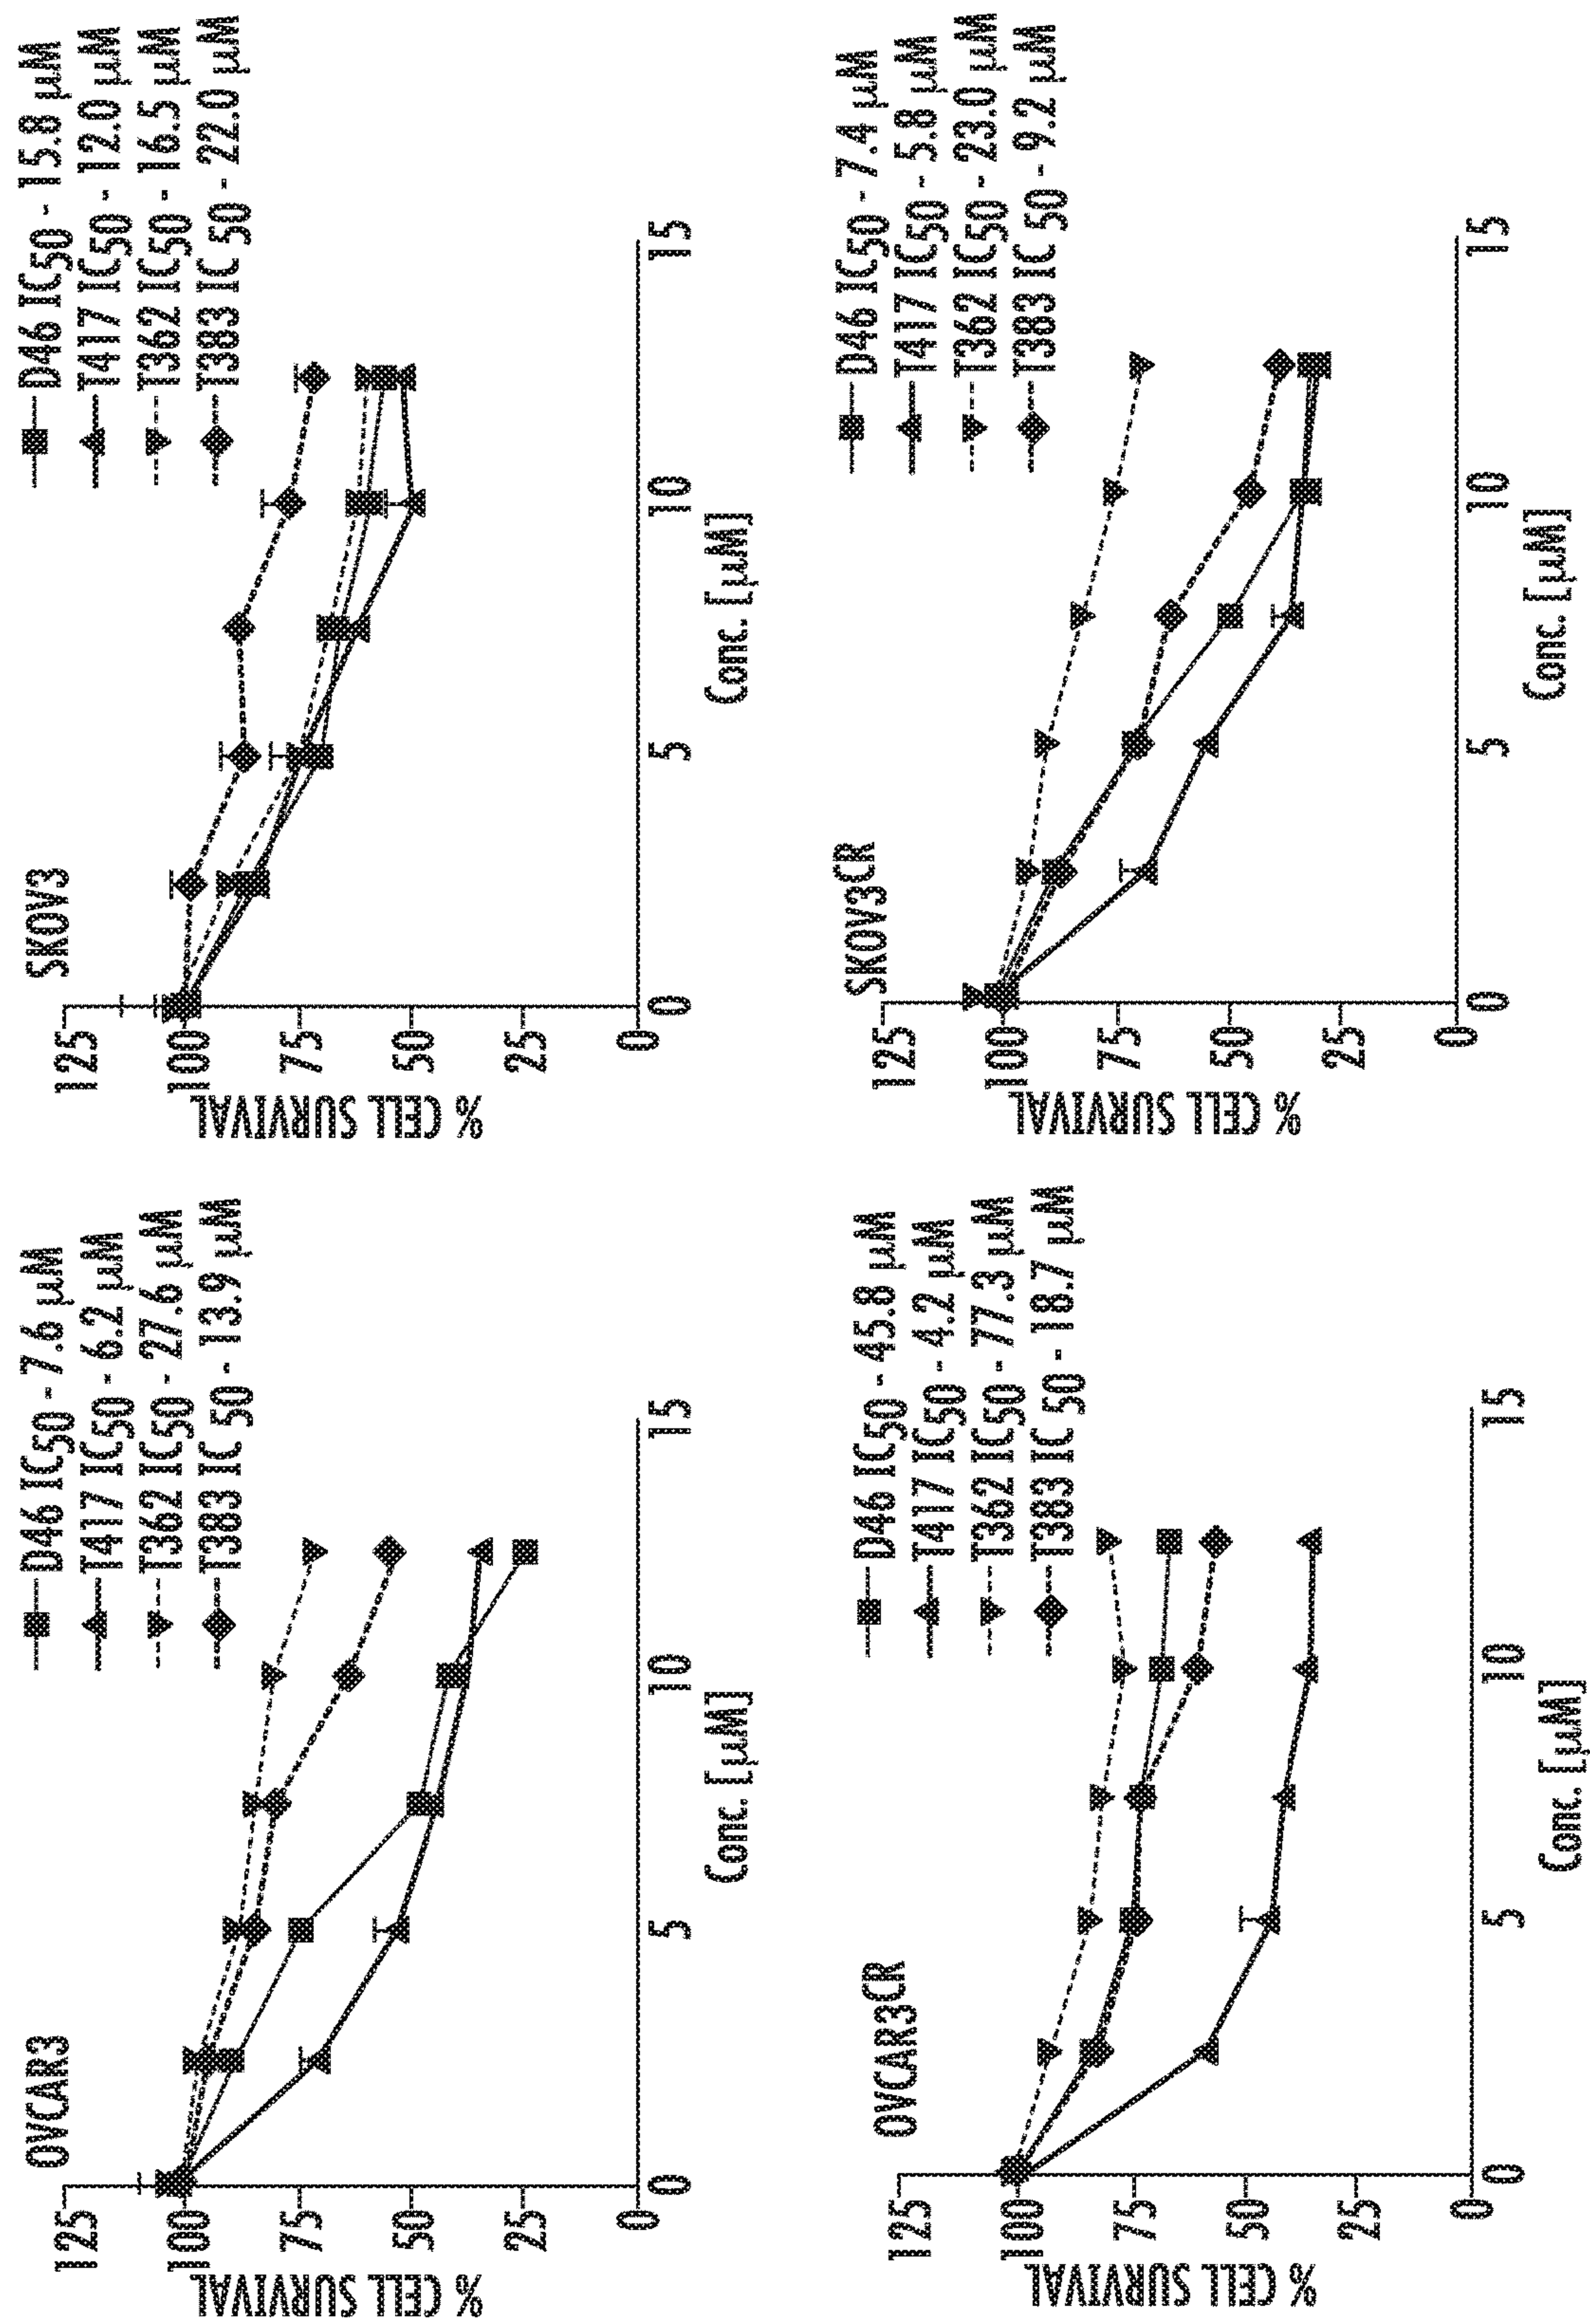 OVCAR3
D46 IC50 - 7.6 µM
T417 IC50 - 6.2 µM
T362 IC50 - 27.6 µM
T383 IC 50 - 13.9 µM
% CELL SURVIVAL
125
100
75
50
25
0
0 5 10 15
Conc. [µM]
SKOV3
D46 IC50 - 15.8 µM
T417 IC50 - 12.0 µM
T362 IC50 - 16.5 µM
T383 IC 50 - 22.0 µM
% CELL SURVIVAL
125
100
75
50
25
0
0 5 10 15
Conc. [µM]
OVCAR3CR
D46 IC50 - 45.8 µM
T417 IC50 - 4.2 µM
T362 IC50 - 77.3 µM
T383 IC 50 - 18.7 µM
% CELL SURVIVAL
125
100
75
50
25
0
0 5 10 15
Conc. [µM]
SKOV3CR
D46 IC50 - 7.4 µM
T417 IC50 - 5.8 µM
T362 IC50 - 23.0 µM
T383 IC 50 - 9.2 µM
% CELL SURVIVAL
125
100
75
50
25
0
0 5 10 15
Conc. [µM]